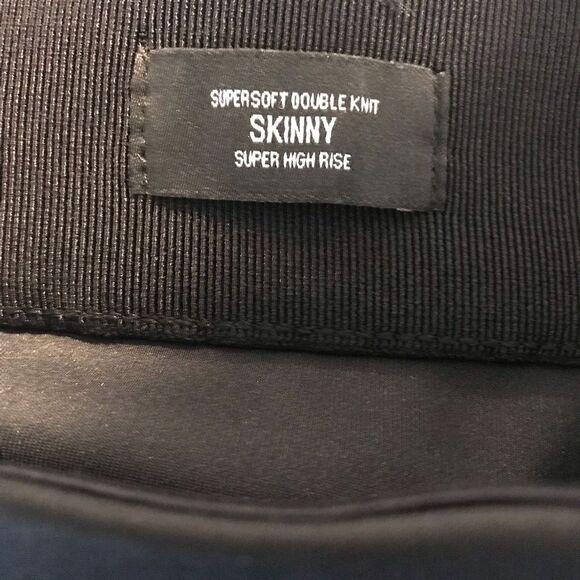 SUPERSOFT DOUBLE KNIT
SKINNY
SUPER HIGH RISE